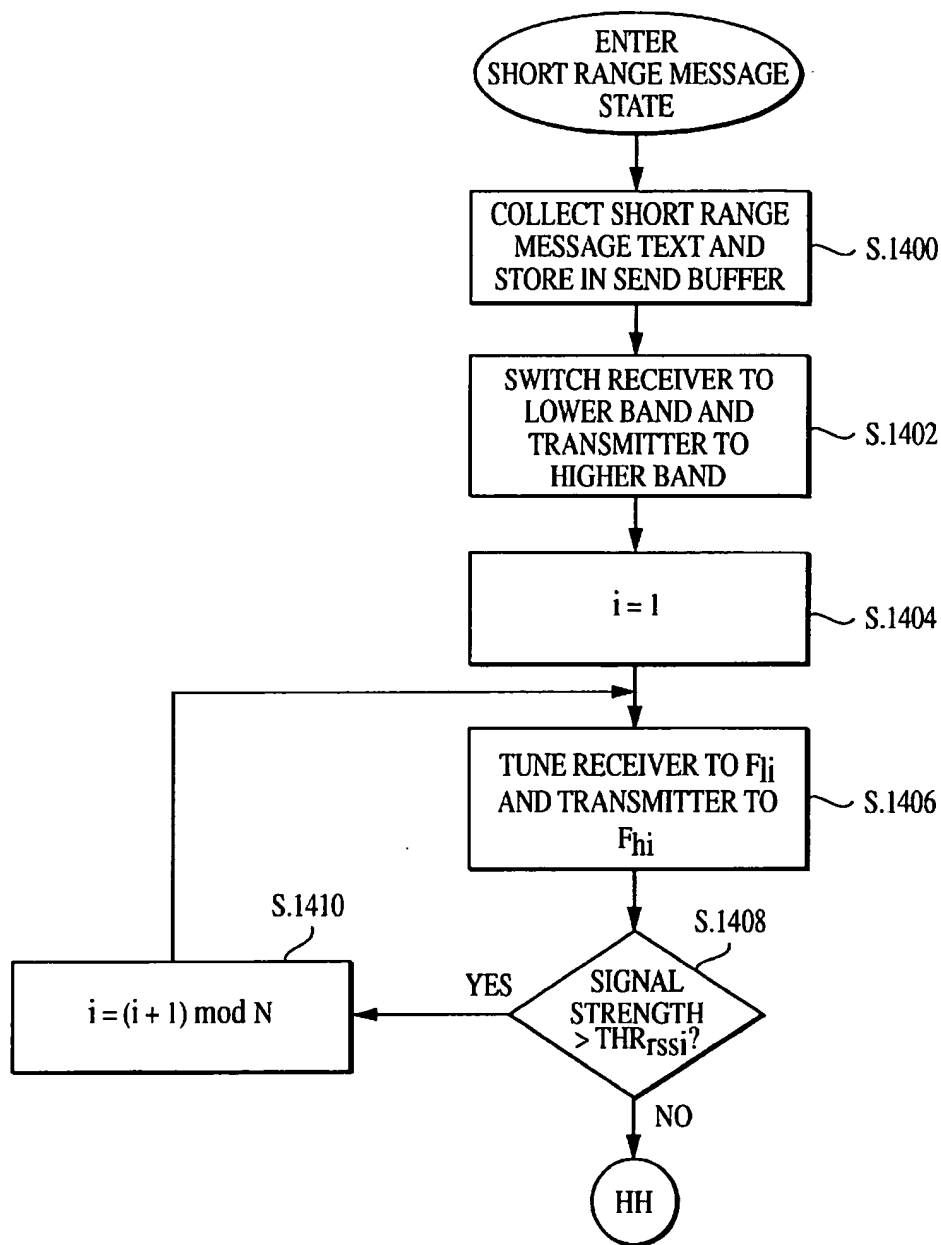 ENTER
SHORT RANGE MESSAGE
STATE
COLLECT SHORT RANGE
MESSAGE TEXT AND
STORE IN SEND BUFFER
S.1400
SWITCH RECEIVER TO
LOWER BAND AND
TRANSMITTER TO
HIGHER BAND
S.1402
i = 1
S.1404
TUNE RECEIVER TO Fli
AND TRANSMITTER TO
Fhi
S.1406
S.1408
SIGNAL
STRENGTH
> THRrssi?
YES
S.1410
i = (i + 1) mod N
NO
HH